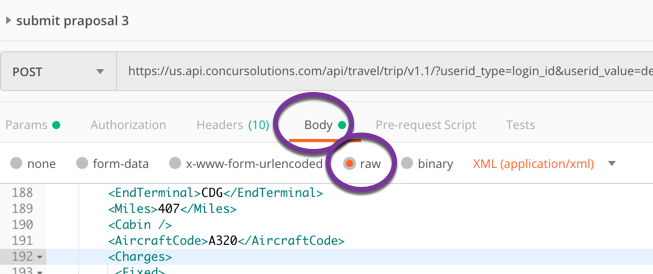 submit praposal 3
POST https://us.api.concursolutions.com/api/travel/trip/v1.1/?userid_type=login_id&userid_value=de
Params Authorization Headers (10) Body Pre-request Script Tests
none form-data x-www-form-urlencoded raw binary XML (application/xml)
188 <EndTerminal>CDG</EndTerminal>
189 <Miles>407</Miles>
190 <Cabin />
191 <AircraftCode>A320</AircraftCode>
192 <Charges>
193 <Fixed>